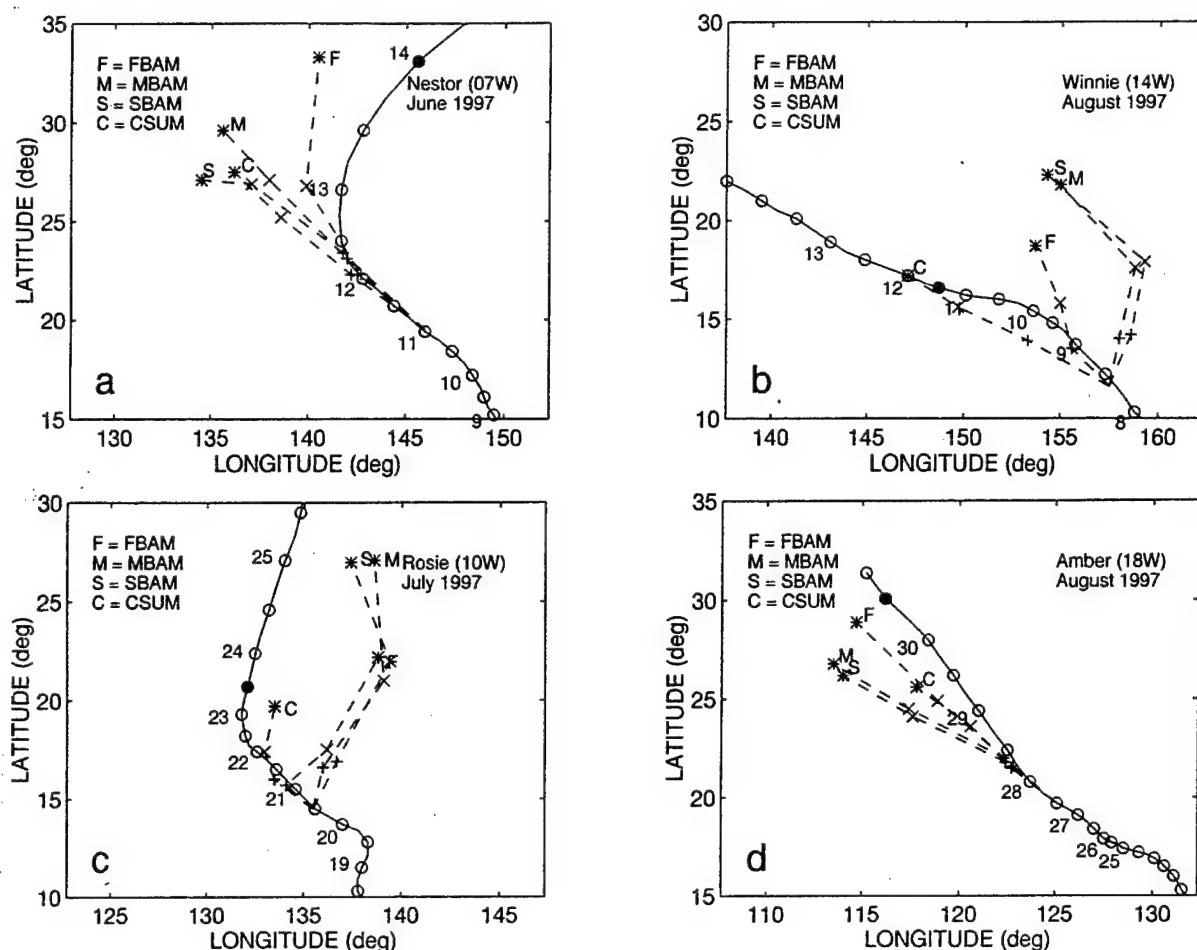 35
30
25
20
15
LATITUDE (deg)
F = FBAM
M = MBAM
S = SBAM
C = CSUM
Nestor (07W)
June 1997
F
M
S
C
14
13
12
11
10
9
a
130
135
140
145
150
LONGITUDE (deg)
30
25
20
15
10
LATITUDE (deg)
F = FBAM
M = MBAM
S = SBAM
C = CSUM
Winnie (14W)
August 1997
S
M
F
C
13
12
10
9
8
b
140
145
150
155
160
LONGITUDE (deg)
30
25
20
15
10
LATITUDE (deg)
F = FBAM
M = MBAM
S = SBAM
C = CSUM
Rosie (10W)
July 1997
S
M
C
25
24
23
22
21
20
19
c
130
135
140
145
LONGITUDE (deg)
35
30
25
20
15
LATITUDE (deg)
F = FBAM
M = MBAM
S = SBAM
C = CSUM
Amber (18W)
August 1997
F
M
S
C
30
29
28
27
26
25
d
110
115
120
125
130
LONGITUDE (deg)